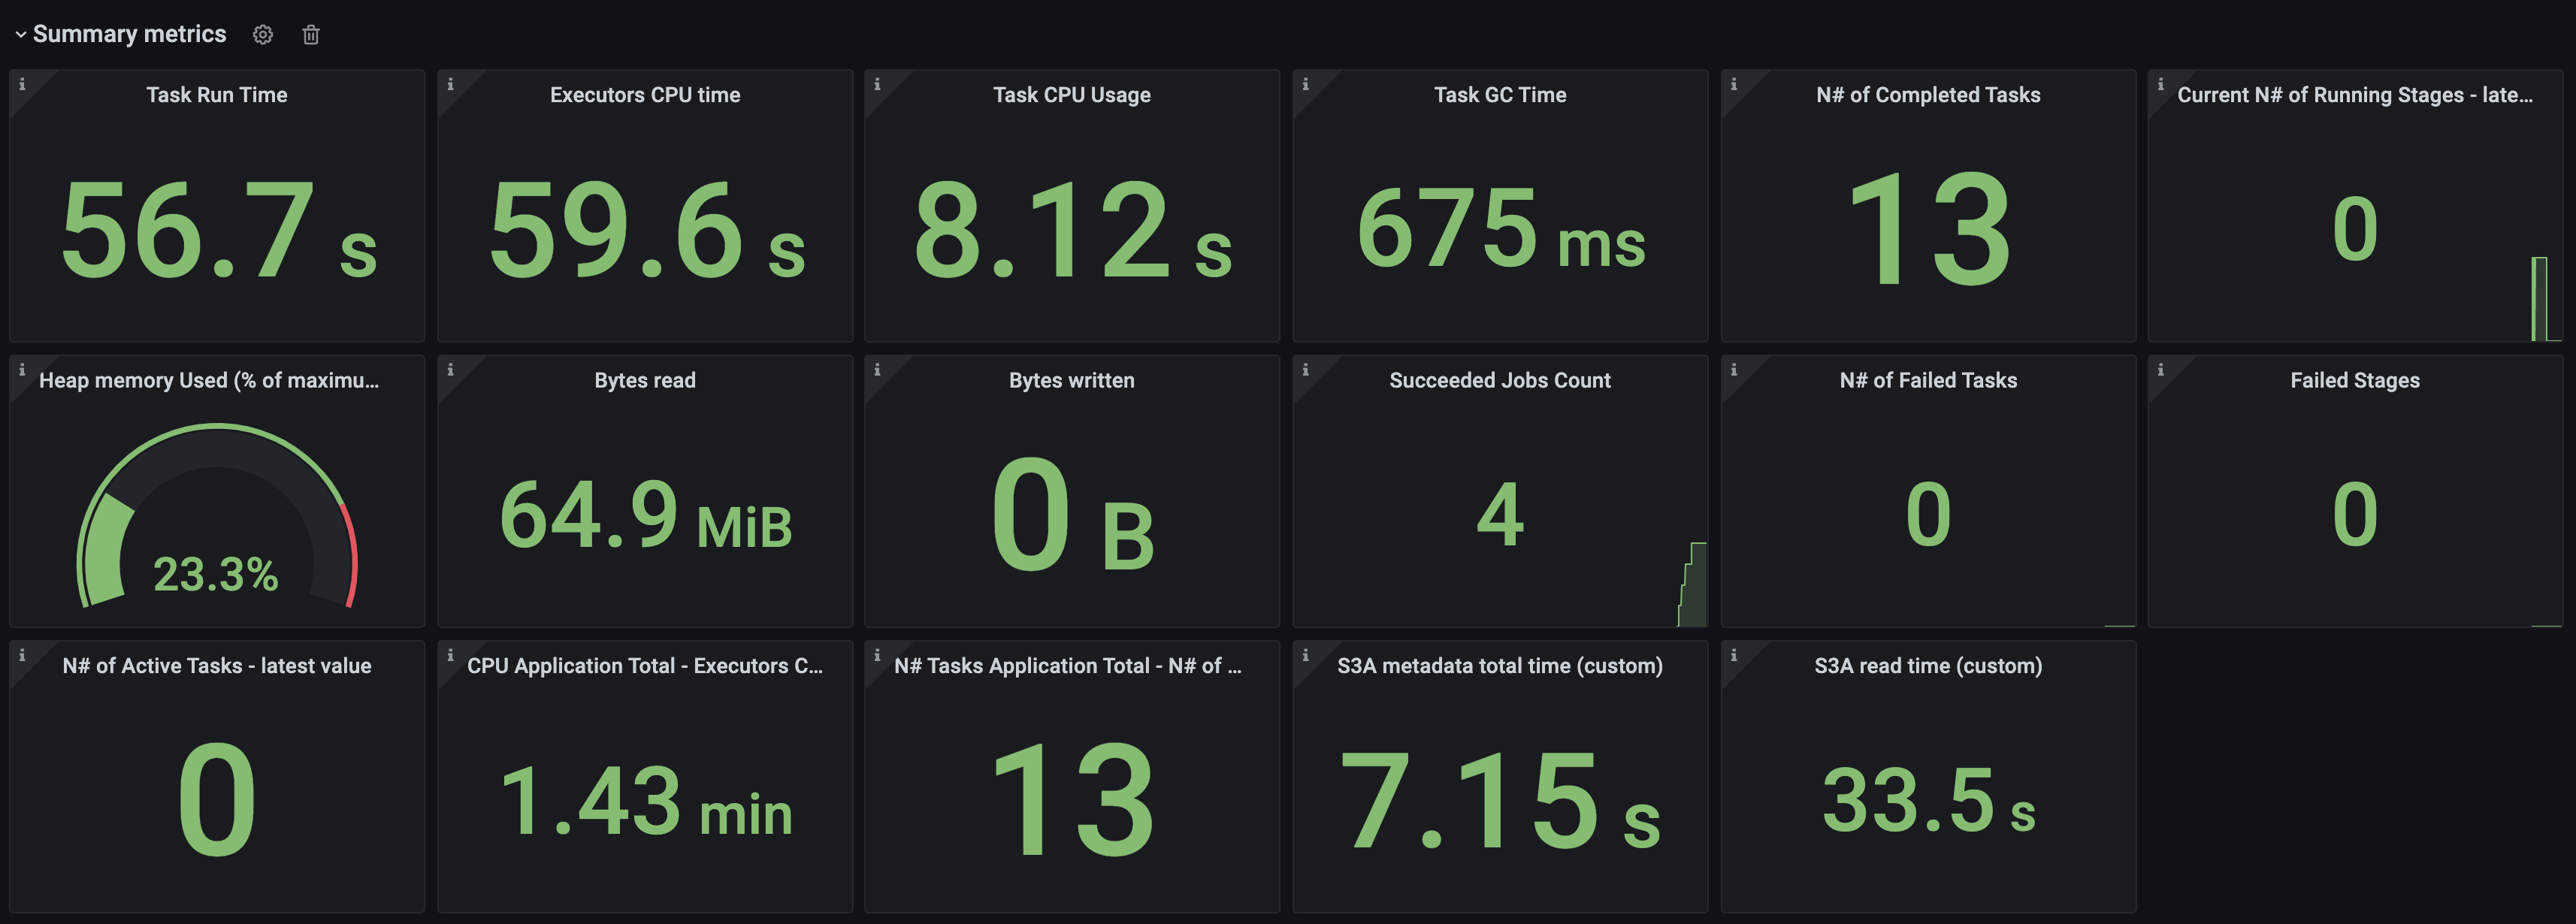 Summary metrics
Task Run Time
56.7 s
Executors CPU time
59.6 s
Task CPU Usage
8.12 s
Task GC Time
675 ms
N# of Completed Tasks
13
Current N# of Running Stages - late...
0
Heap memory Used (% of maximu...
23.3%
Bytes read
64.9 MiB
Bytes written
0 B
Succeeded Jobs Count
4
N# of Failed Tasks
0
Failed Stages
0
N# of Active Tasks - latest value
0
CPU Application Total - Executors C...
1.43 min
N# Tasks Application Total - N# of ...
13
S3A metadata total time (custom)
7.15 s
S3A read time (custom)
33.5 s